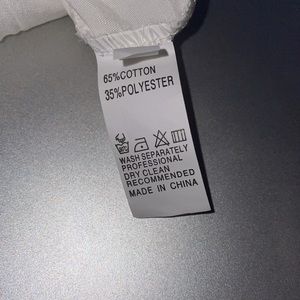 65%COTTON
35%POLYESTER
WASH SEPARATELY
PROFESSIONAL
DRY CLEAN
RECOMMENDED
MADE IN CHINA